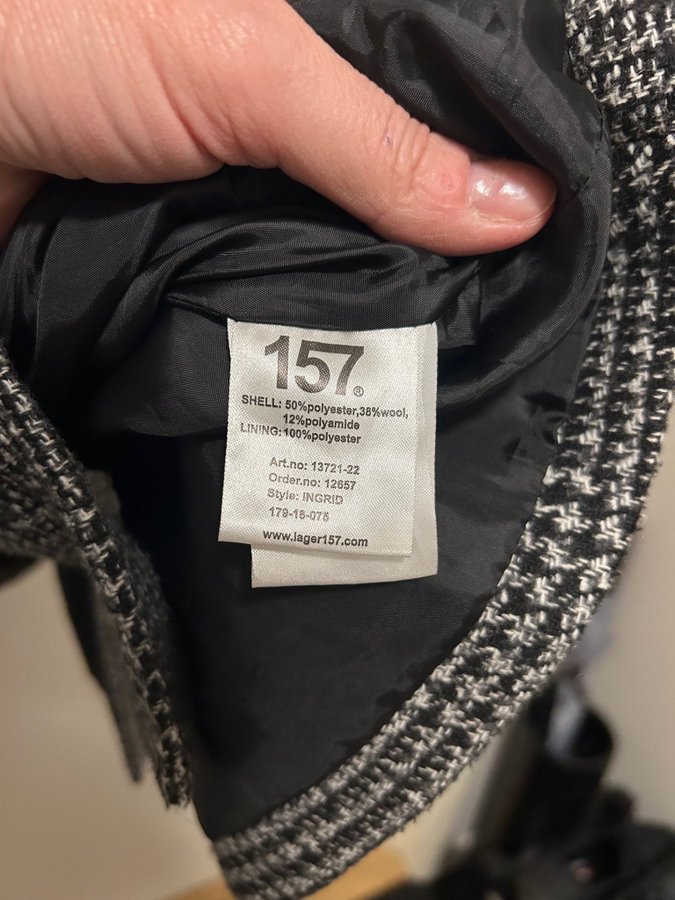 157®
SHELL: 50%polyester,38%wool,
12%polyamide
LINING:100%polyester
Art.no: 13721-22
Order.no: 12657
Style: INGRID
179-18-078
www.lager157.com